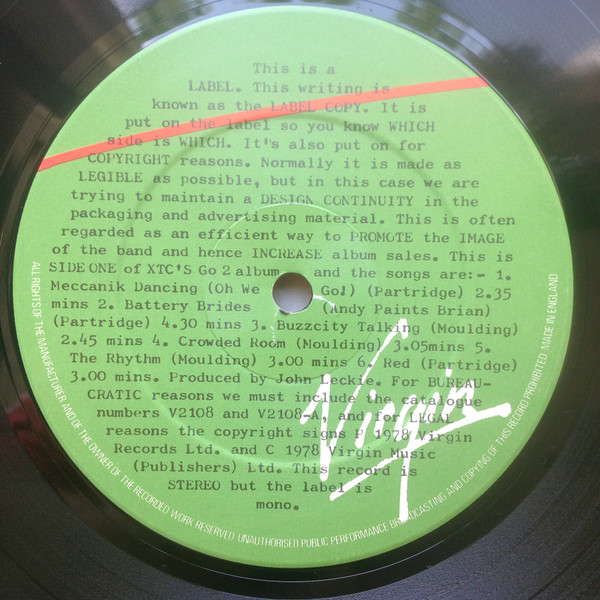 This is a
LABEL. This writing is
known as the LABEL COPY. It is
put on the label so you know WHICH
side is WHICH. It's also put on for
COPYRIGHT reasons. Normally it is made as
LEGIBLE as possible, but in this case we are
trying to maintain a DESIGN CONTINUITY in the
packaging and advertising material. This is often
regarded as an efficient way to PROMOTE the IMAGE
of the band and hence INCREASE album sales. This is
SIDE ONE of XTC'S Go 2 album and the songs are:- 1.
Meccanik Dancing (Oh We Go!) (Partridge) 2.35
mins 2. Battery Brides (Andy Paints Brian)
(Partridge) 4.30 mins 3. Buzzcity Talking (Moulding)
2.45 mins 4. Crowded Room (Moulding) 3.05mins 5.
The Rhythm (Moulding) 3.00 mins 6. Red (Partridge)
3.00 mins. Produced by John Leckie. For BUREAU-
CRATIC reasons we must include the catalogue
numbers V2108 and V2108-A, and for LEGAL
reasons the copyright signs P 1978 Virgin
Records Ltd. and C 1978 Virgin Music
(Publishers) Ltd. This record is
STEREO but the label is
mono.
Virgin
ALL RIGHTS OF THE MANUFACTURER AND OF THE OWNER OF THE RECORDED WORK RESERVED UNAUTHORISED PUBLIC PERFORMANCE BROADCASTING AND COPYING OF THIS RECORD PROHIBITED MADE IN ENGLAND